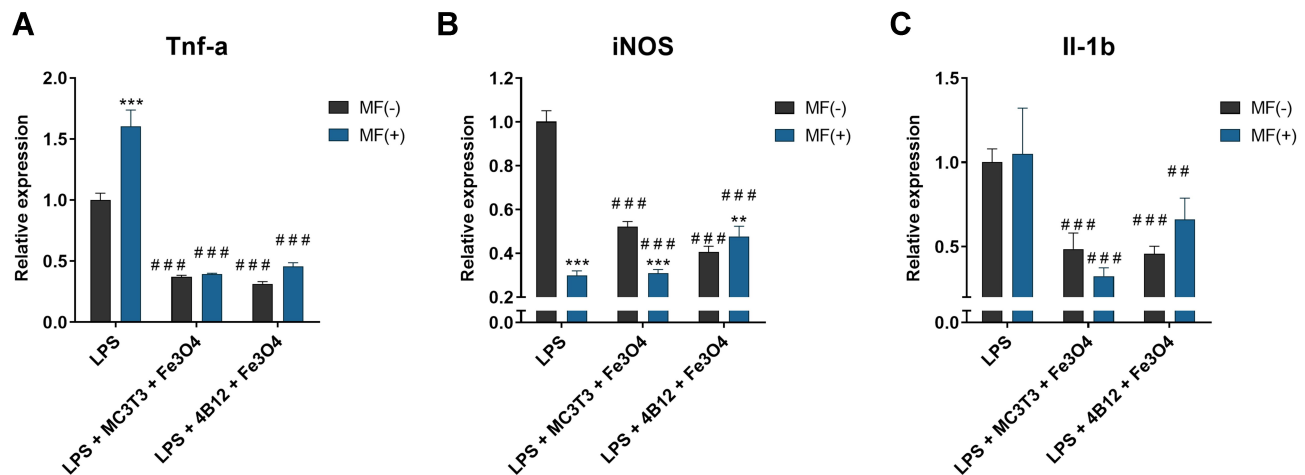 A
Tnf-a
Relative expression
2.0
1.5
1.0
0.5
0.0
***
###
###
###
###
MF(-)
MF(+)
LPS
LPS + MC3T3 + Fe3O4
LPS + 4B12 + Fe3O4
B
iNOS
Relative expression
1.2
1.0
0.8
0.6
0.4
0.2
0.0
***
###
###
***
###
###
**
MF(-)
MF(+)
LPS
LPS + MC3T3 + Fe3O4
LPS + 4B12 + Fe3O4
C
Il-1b
Relative expression
1.5
1.0
0.5
0.0
###
###
###
##
MF(-)
MF(+)
LPS
LPS + MC3T3 + Fe3O4
LPS + 4B12 + Fe3O4